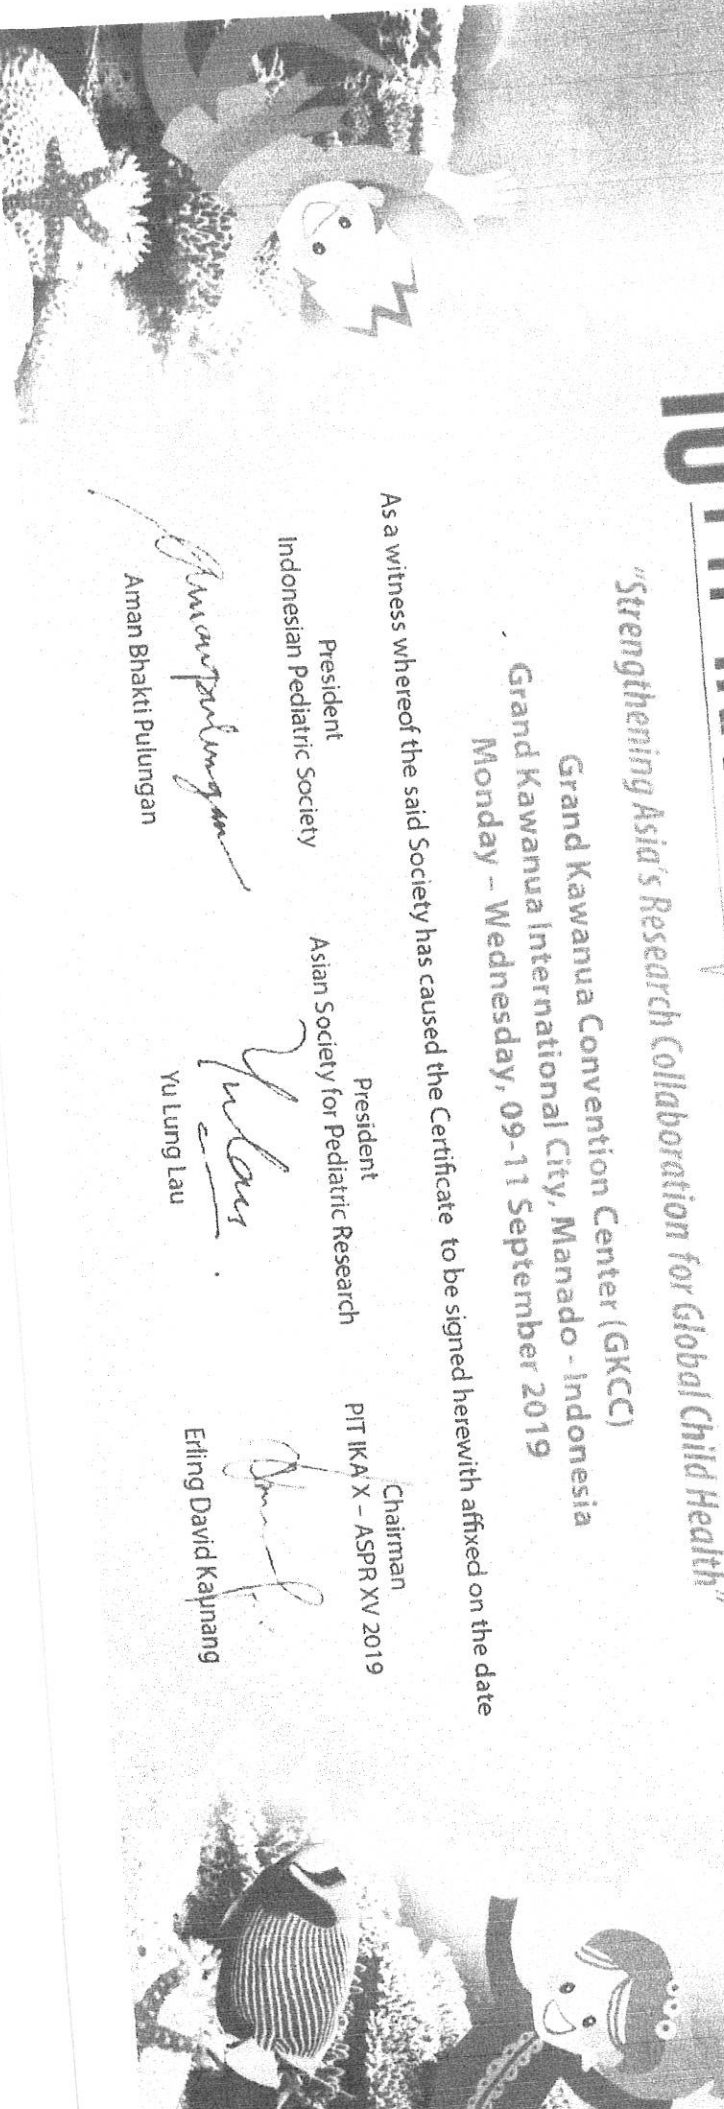 "Strengthening Asia's Research Collaboration for Global Child Health"
Grand Kawanua Convention Center (GKCC)
Grand Kawanua International City, Manado - Indonesia
Monday – Wednesday, 09-11 September 2019
As a witness whereof the said Society has caused the Certificate to be signed herewith affixed on the date
President
Indonesian Pediatric Society
Aman Bhakti Pulungan
President
Asian Society for Pediatric Research
Yu Lung Lau
Chairman
PIT IKA X – ASPR XV 2019
Erling David Kaunang